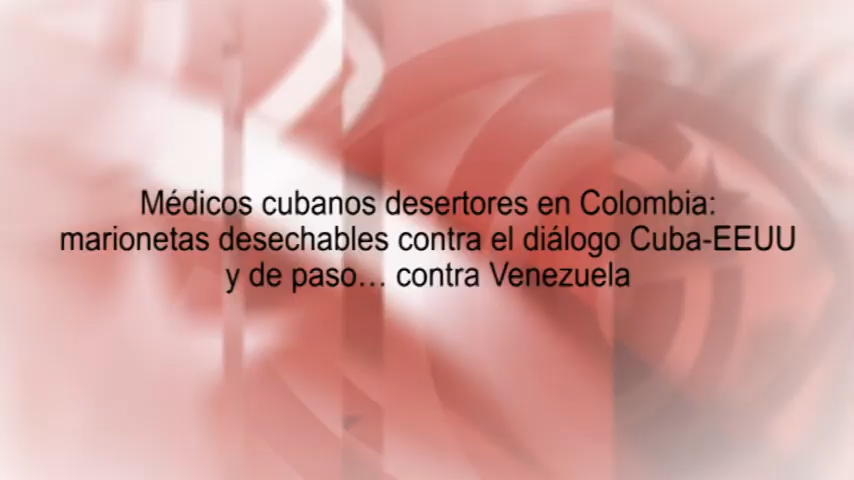 Médicos cubanos desertores en Colombia:
marionetas desechables contra el diálogo Cuba-EEUU
y de paso… contra Venezuela